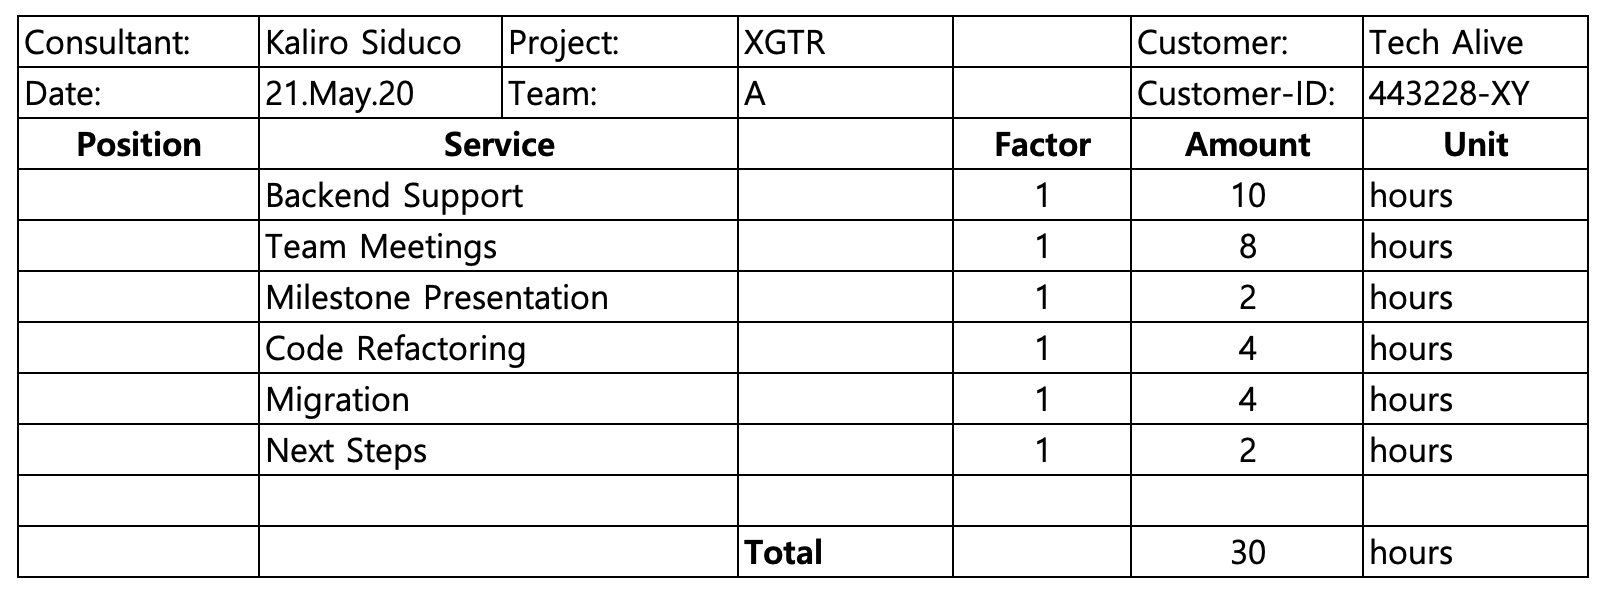 Consultant: Kaliro Siduco Project: XGTR Customer: Tech Alive
Date: 21.May.20 Team: A Customer-ID: 443228-XY
Position Service Factor Amount Unit
Backend Support 1 10 hours
Team Meetings 1 8 hours
Milestone Presentation 1 2 hours
Code Refactoring 1 4 hours
Migration 1 4 hours
Next Steps 1 2 hours
Total 30 hours